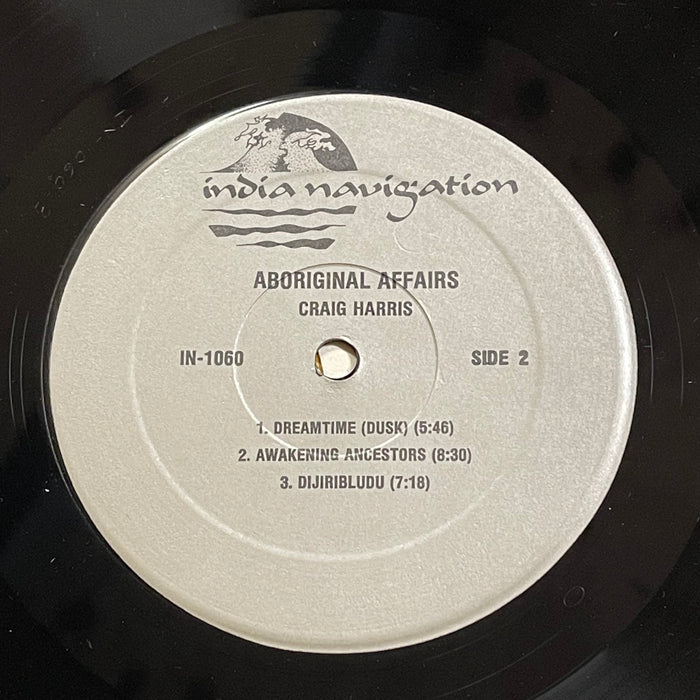 india navigation
ABORIGINAL AFFAIRS
CRAIG HARRIS
IN-1060
SIDE 2
1. DREAMTIME (DUSK) (5:46)
2. AWAKENING ANCESTORS (8:30)
3. DIJIRIBLUDU (7:18)